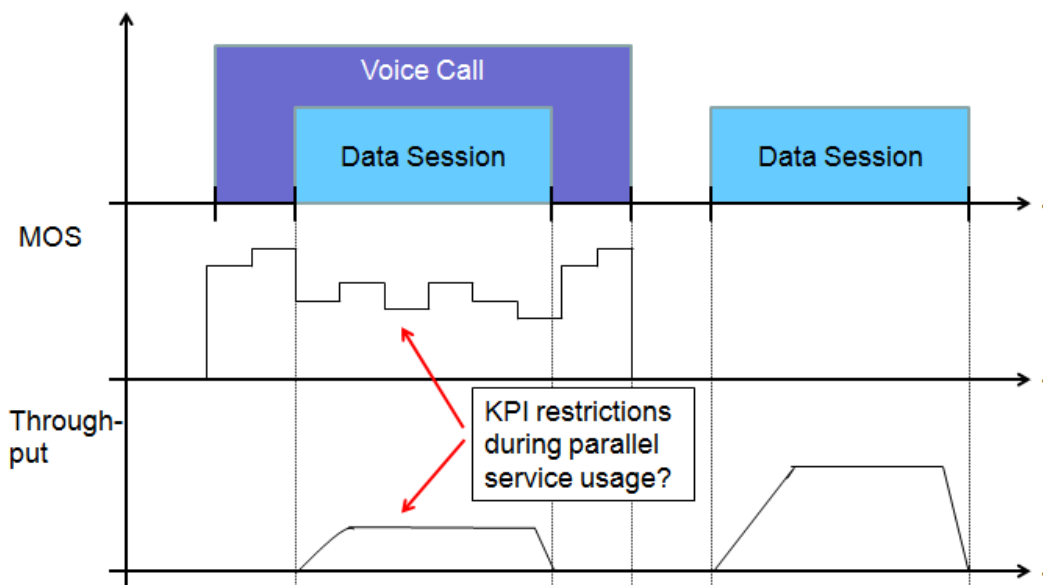 Voice Call
Data Session
Data Session
MOS
Through-
put
KPI restrictions
during parallel
service usage?